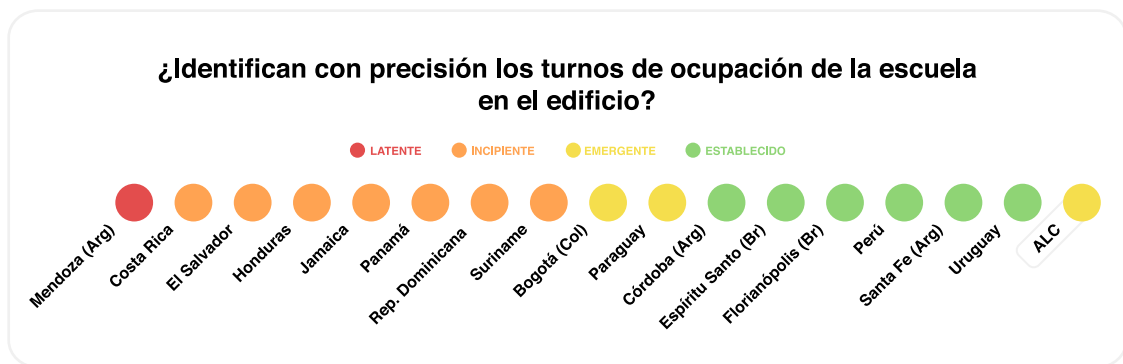 ¿Identifican con precisión los turnos de ocupación de la escuela
en el edificio?
LATENTE
INCIPIENTE
EMERGENTE
ESTABLECIDO
Mendoza (Arg)
Costa Rica
El Salvador
Honduras
Jamaica
Panamá
Rep. Dominicana
Suriname
Bogotá (Col)
Paraguay
Córdoba (Arg)
Espíritu Santo (Br)
Florianópolis (Br)
Perú
Santa Fe (Arg)
Uruguay
ALC